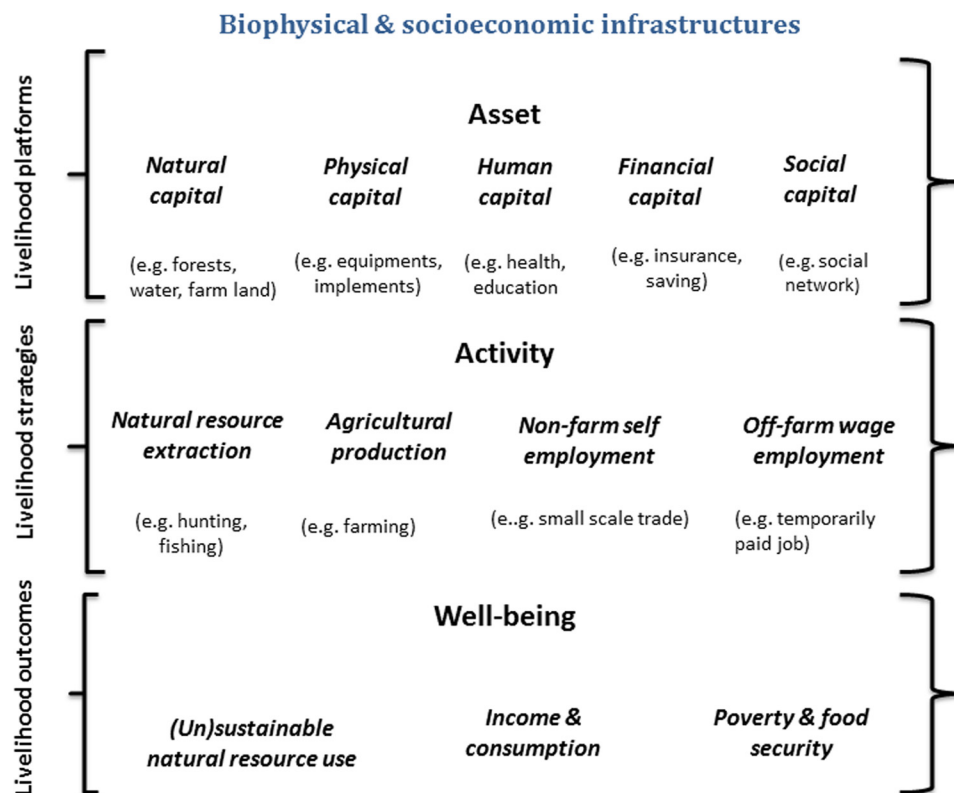 Biophysical & socioeconomic infrastructures
Livelihood platforms
Asset
Natural
capital
Physical
capital
Human
capital
Financial
capital
Social
capital
(e.g. forests,
water, farm land)
(e.g. equipments,
implements)
(e.g. health,
education
(e.g. insurance,
saving)
(e.g. social
network)
Livelihood strategies
Activity
Natural resource
extraction
Agricultural
production
Non-farm self
employment
Off-farm wage
employment
(e.g. hunting,
fishing)
(e.g. farming)
(e..g. small scale trade)
(e.g. temporarily
paid job)
Livelihood outcomes
Well-being
(Un)sustainable
natural resource use
Income &
consumption
Poverty & food
security